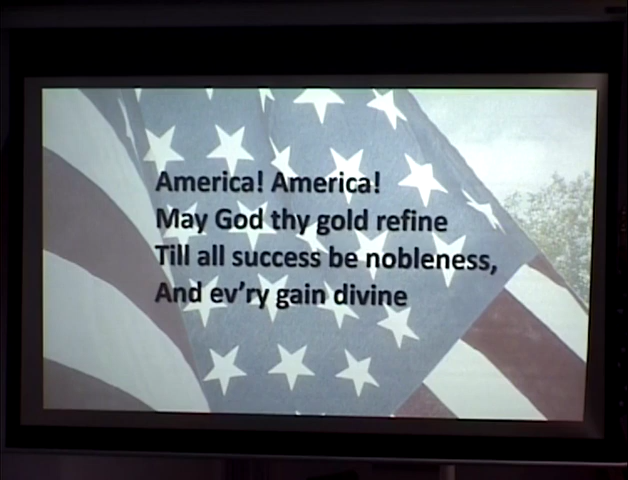 America! America!
May God thy gold refine
Till all success be nobleness,
And ev'ry gain divine